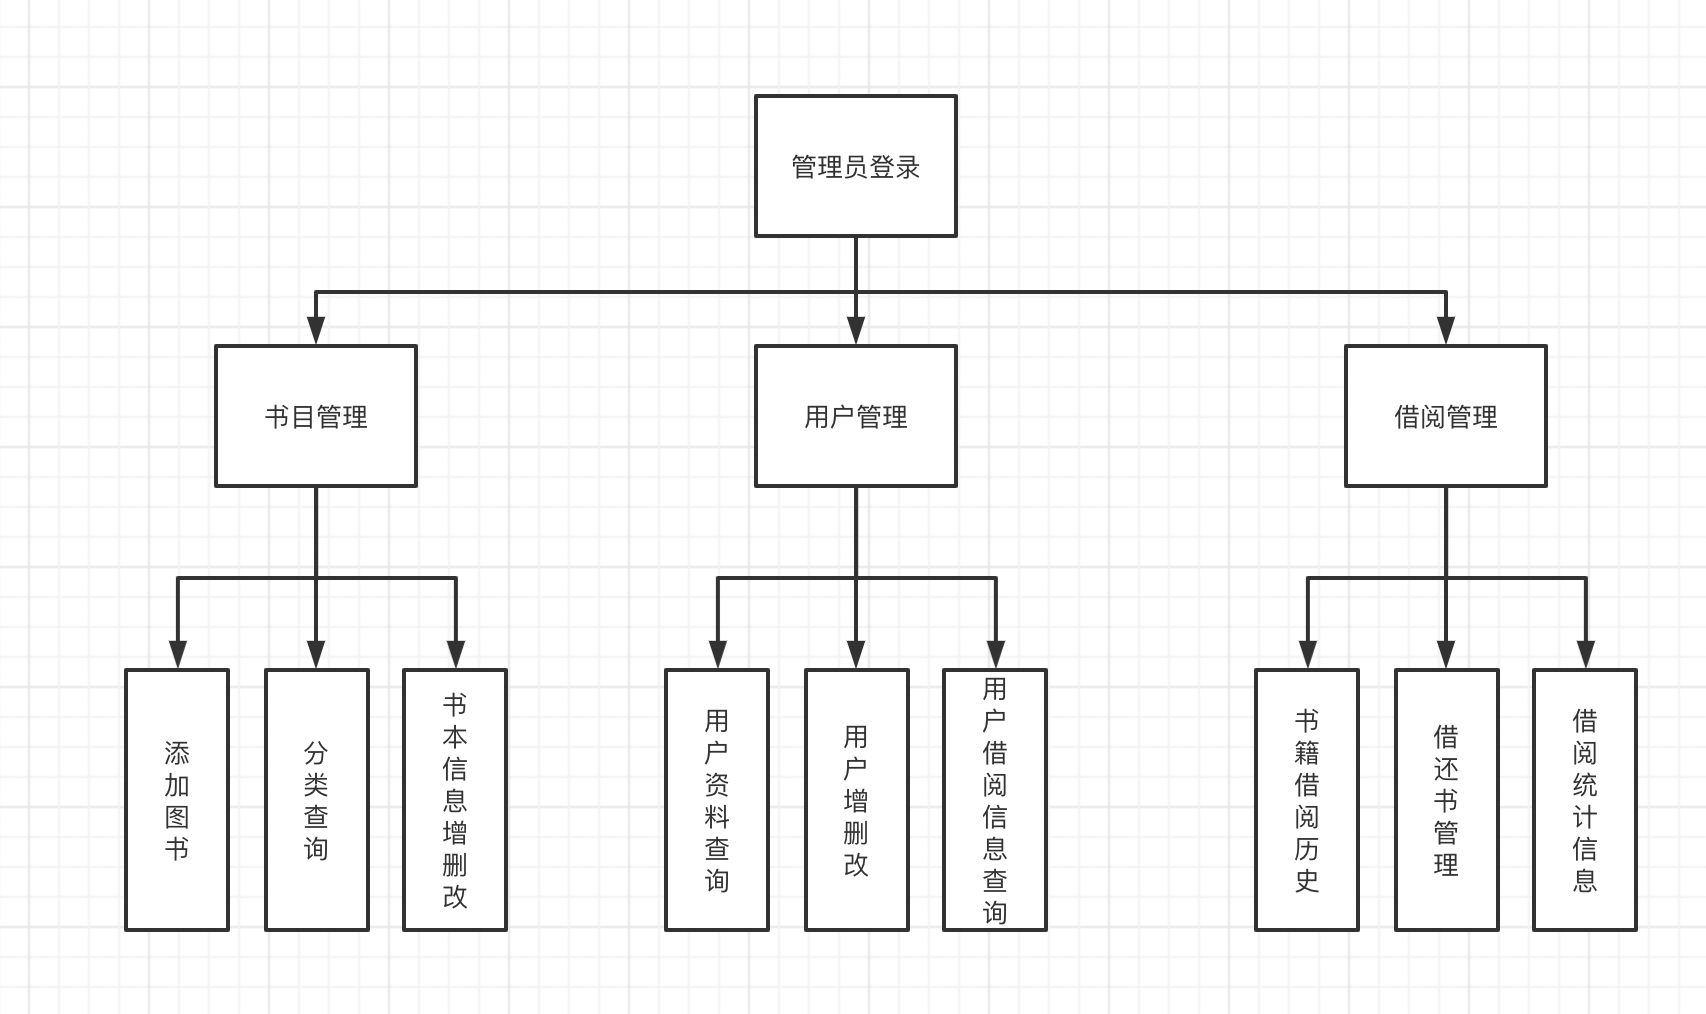 管理员登录
书目管理
用户管理
借阅管理
添加图书
分类查询
书本信息增删改
用户资料查询
用户增删改
用户借阅信息查询
书籍借阅历史
借还书管理
借阅统计信息